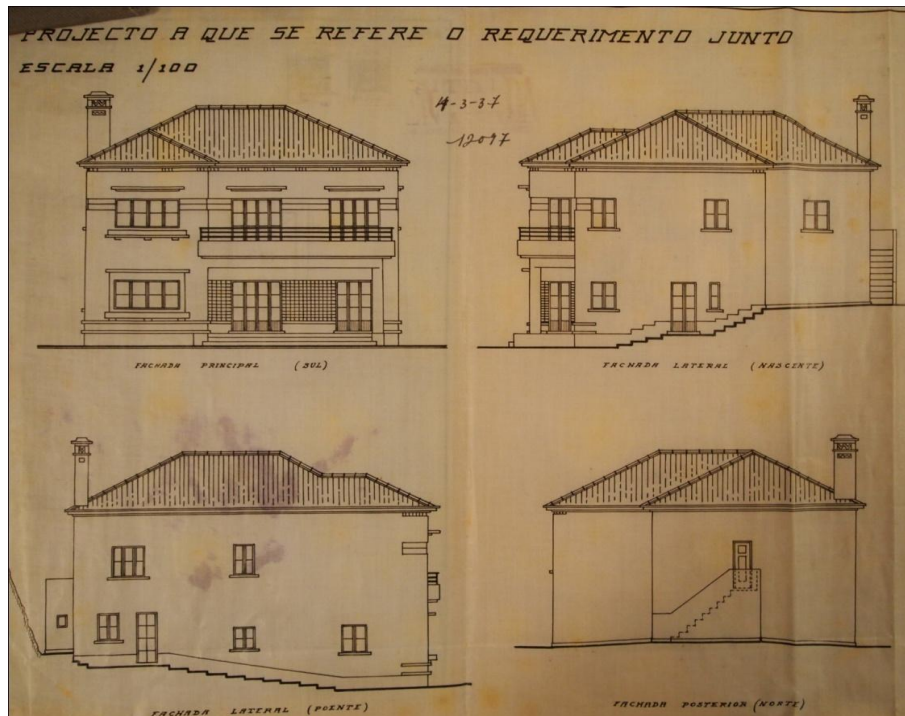 PROJECTO A QUE SE REFERE O REQUERIMENTO JUNTO
ESCALA 1/100
4-3-37
12097
FACHADA PRINCIPAL (SUL)
FACHADA LATERAL (NASCENTE)
FACHADA LATERAL (POENTE)
FACHADA POSTERIOR (NORTE)